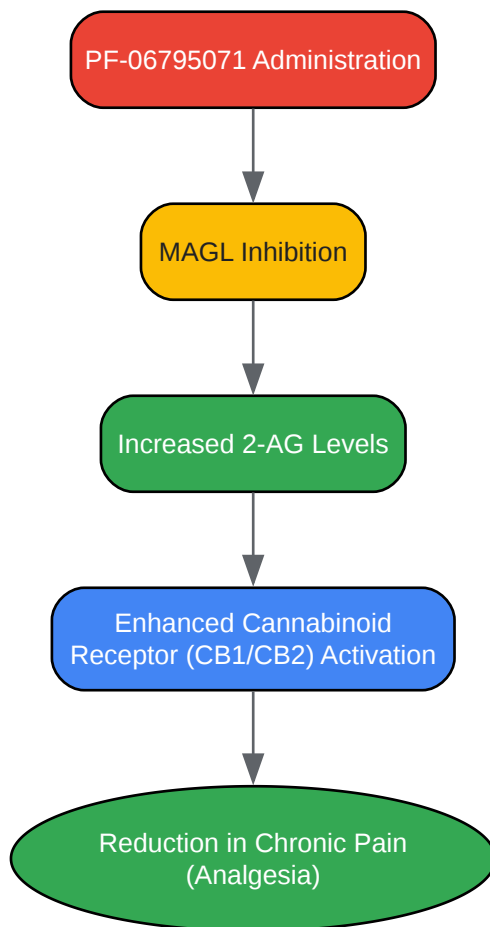 PF-06795071 Administration
MAGL Inhibition
Increased 2-AG Levels
Enhanced Cannabinoid
Receptor (CB1/CB2) Activation
Reduction in Chronic Pain
(Analgesia)